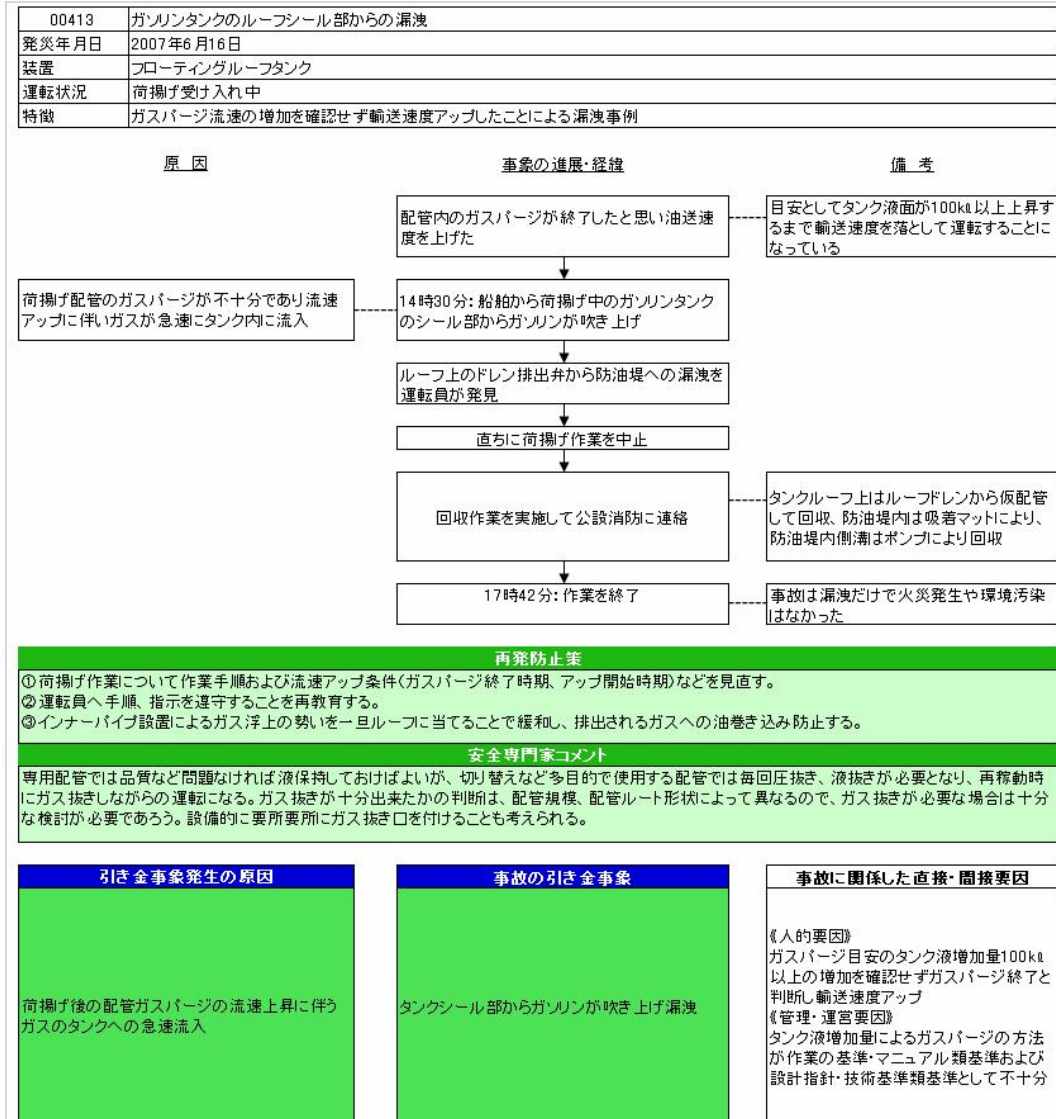 00413 ガソリンタンクのルーフシール部からの漏洩
発災年月日 2007年6月16日
装置 フローティングルーフタンク
運転状況 荷揚げ受け入れ中
特徴 ガスパージ流速の増加を確認せず輸送速度アップしたことによる漏洩事例
原 因
事象の進展・経緯
備 考
配管内のガスパージが終了したと思い油送速
度を上げた
目安としてタンク液面が100㎘以上上昇す
るまで輸送速度を落として運転することに
なっている
荷揚げ配管のガスパージが不十分であり流速
アップに伴いガスが急速にタンク内に流入
14時30分:船舶から荷揚げ中のガソリンタンク
のシール部からガソリンが吹き上げ
ルーフ上のドレン排出弁から防油堤への漏洩を
運転員が発見
直ちに荷揚げ作業を中止
回収作業を実施して公設消防に連絡
タンクルーフ上はルーフドレンから仮配管
して回収、防油堤内は吸着マットにより、
防油堤内側溝はポンプにより回収
17時42分:作業を終了
事故は漏洩だけで火災発生や環境汚染
はなかった
再発防止策
①荷揚げ作業について作業手順および流速アップ条件(ガスパージ終了時期、アップ開始時期)などを見直す。
②運転員へ手順、指示を遵守することを再教育する。
③インナーパイプ設置によるガス浮上の勢いを一旦ルーフに当てることで緩和し、排出されるガスへの油巻き込み防止する。
安全専門家コメント
専用配管では品質など問題なければ液保持しておけばよいが、切り替えなど多目的で使用する配管では毎回圧抜き、液抜きが必要となり、再稼動時
にガス抜きしながらの運転になる。ガス抜きが十分出来たかの判断は、配管規模、配管ルート形状によって異なるので、ガス抜きが必要な場合は十分
な検討が必要であろう。設備的に要所要所にガス抜き口を付けることも考えられる。
引き金事象発生の原因
荷揚げ後の配管ガスパージの流速上昇に伴う
ガスのタンクへの急速流入
事故の引き金事象
タンクシール部からガソリンが吹き上げ漏洩
事故に関係した直接・間接要因
《人的要因》
ガスパージ目安のタンク液増加量100㎘
以上の増加を確認せずガスパージ終了と
判断し輸送速度アップ
《管理・運営要因》
タンク液増加量によるガスパージの方法
が作業の基準・マニュアル類基準および
設計指針・技術基準類基準として不十分